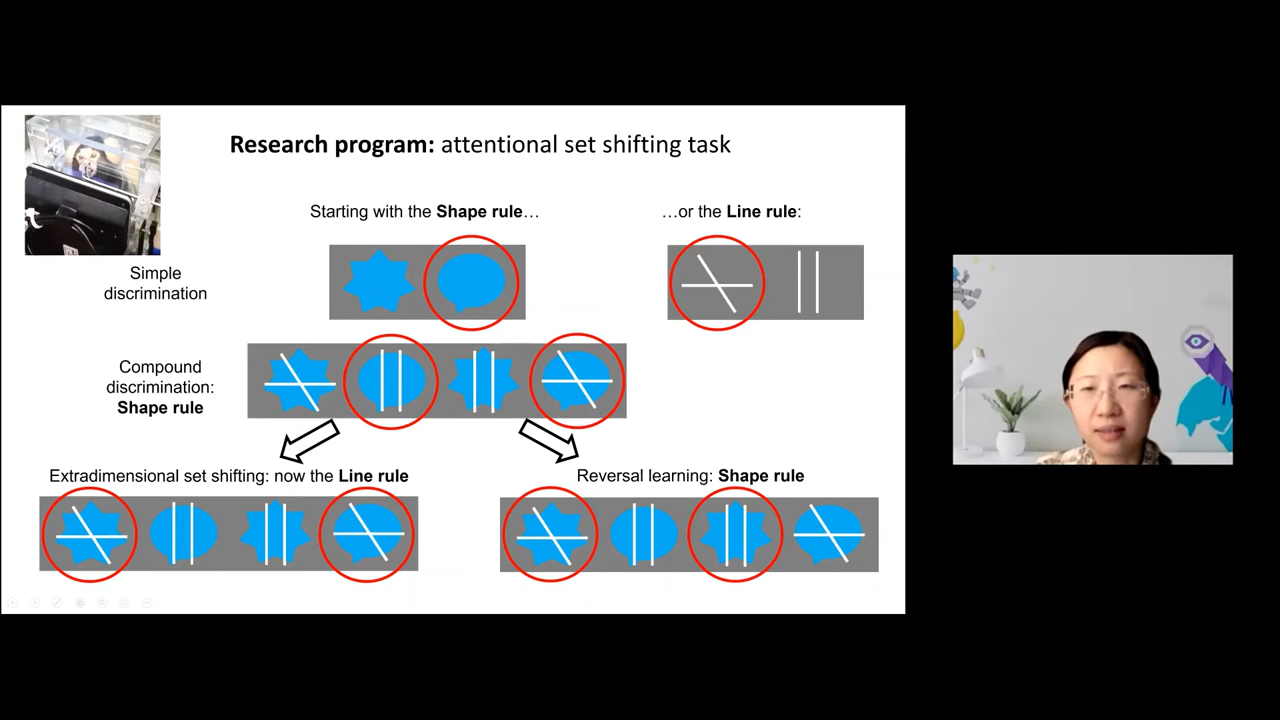 Research program: attentional set shifting task
Starting with the Shape rule…
…or the Line rule:
Simple
discrimination
Compound
discrimination:
Shape rule
Extradimensional set shifting: now the Line rule
Reversal learning: Shape rule